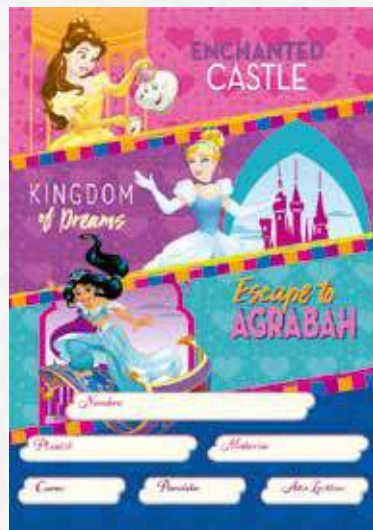 ENCHANTED
CASTLE
KINGDOM
of Dreams
Escape to
AGRABAH
Nombre
Plantel
Materia
Curso
Paralelo
Año Lectivo